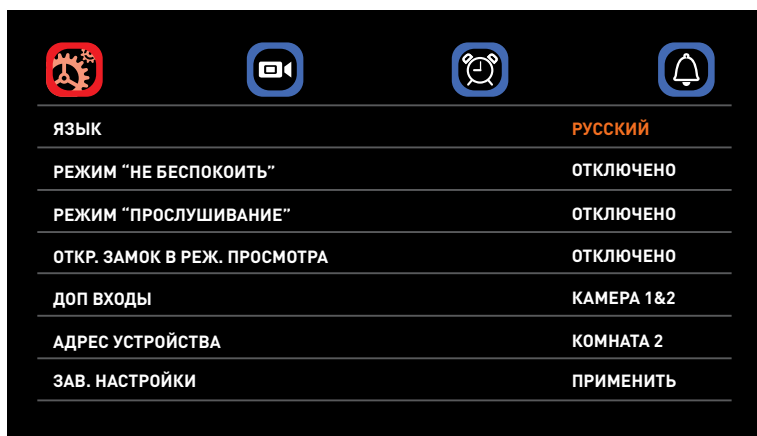 ЯЗЫК РУССКИЙ
РЕЖИМ “НЕ БЕСПОКОИТЬ” ОТКЛЮЧЕНО
РЕЖИМ “ПРОСЛУШИВАНИЕ” ОТКЛЮЧЕНО
ОТКР. ЗАМОК В РЕЖ. ПРОСМОТРА ОТКЛЮЧЕНО
ДОП ВХОДЫ КАМЕРА 1&2
АДРЕС УСТРОЙСТВА КОМНАТА 2
ЗАВ. НАСТРОЙКИ ПРИМЕНИТЬ